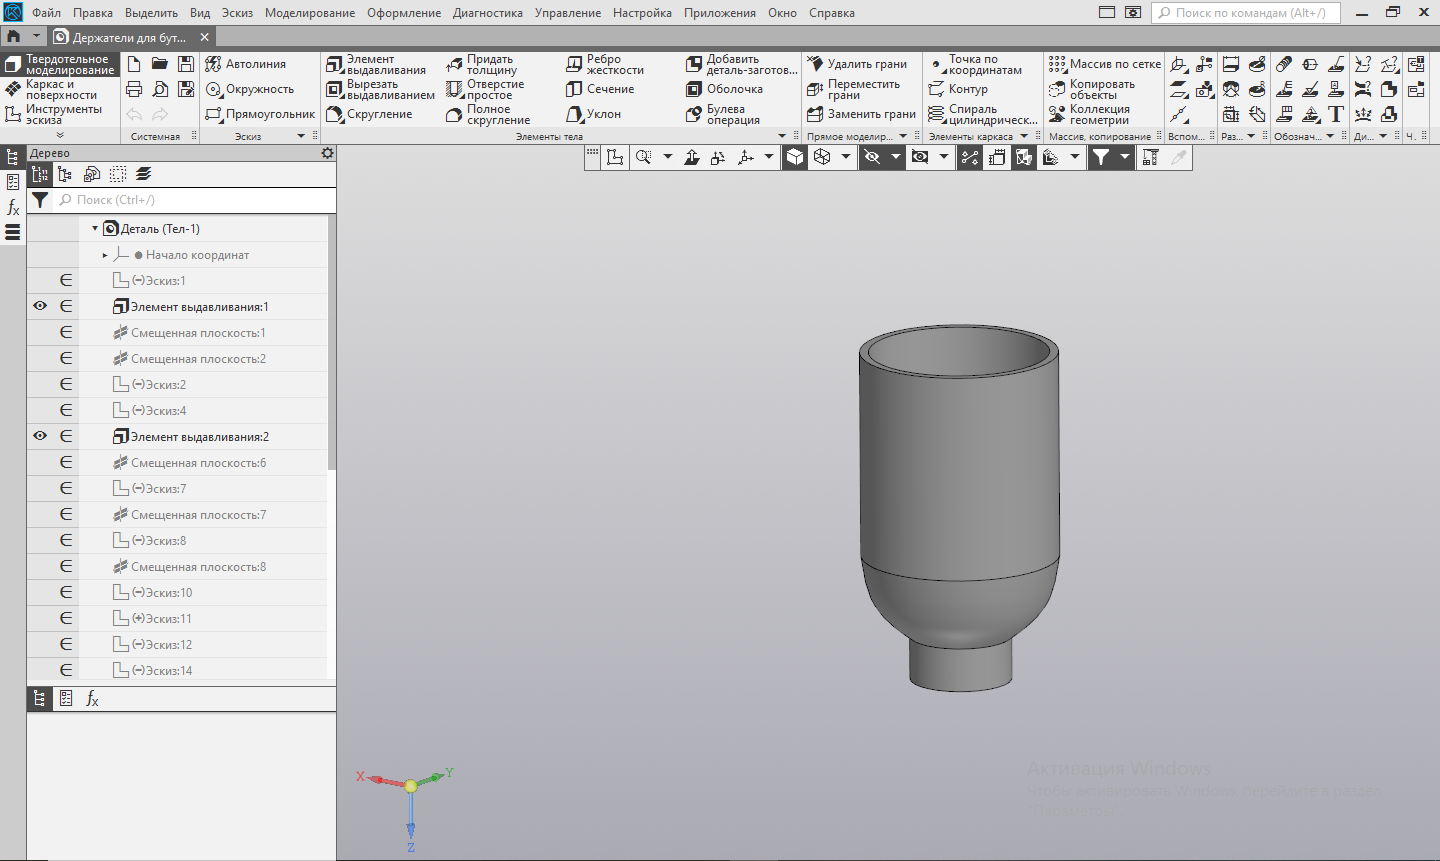 Файл Правка Выделить Вид Эскиз Моделирование Оформление Диагностика Управление Настройка Приложения Окно Справка Поиск по командам (Alt+/)
Держатели для бут...
Твердотельное моделирование
Каркас и поверхности
Инструменты эскиза
Системная
Автолиния
Окружность
Прямоугольник
Эскиз
Элемент выдавливания
Вырезать выдавливанием
Скругление
Придать толщину
Отверстие простое
Полное скругление
Ребро жесткости
Сечение
Уклон
Добавить деталь-заготов...
Оболочка
Булева операция
Элементы тела
Удалить грани
Переместить грани
Заменить грани
Прямое моделир...
Точка по координатам
Контур
Спираль цилиндрическ...
Элементы каркаса
Массив по сетке
Копировать объекты
Коллекция геометрии
Массив, копирование
Вспом...
Раз...
Обознач...
Ди...
Ч...
Дерево
Поиск (Ctrl+/)
Деталь (Тел-1)
Начало координат
(−)Эскиз:1
Элемент выдавливания:1
Смещенная плоскость:1
Смещенная плоскость:2
(−)Эскиз:2
(−)Эскиз:4
Элемент выдавливания:2
Смещенная плоскость:6
(−)Эскиз:7
Смещенная плоскость:7
(−)Эскиз:8
Смещенная плоскость:8
(−)Эскиз:10
(+)Эскиз:11
(−)Эскиз:12
(−)Эскиз:14
X
Y
Z
Активация Windows
Чтобы активировать Windows, перейдите в раздел
"Параметры".